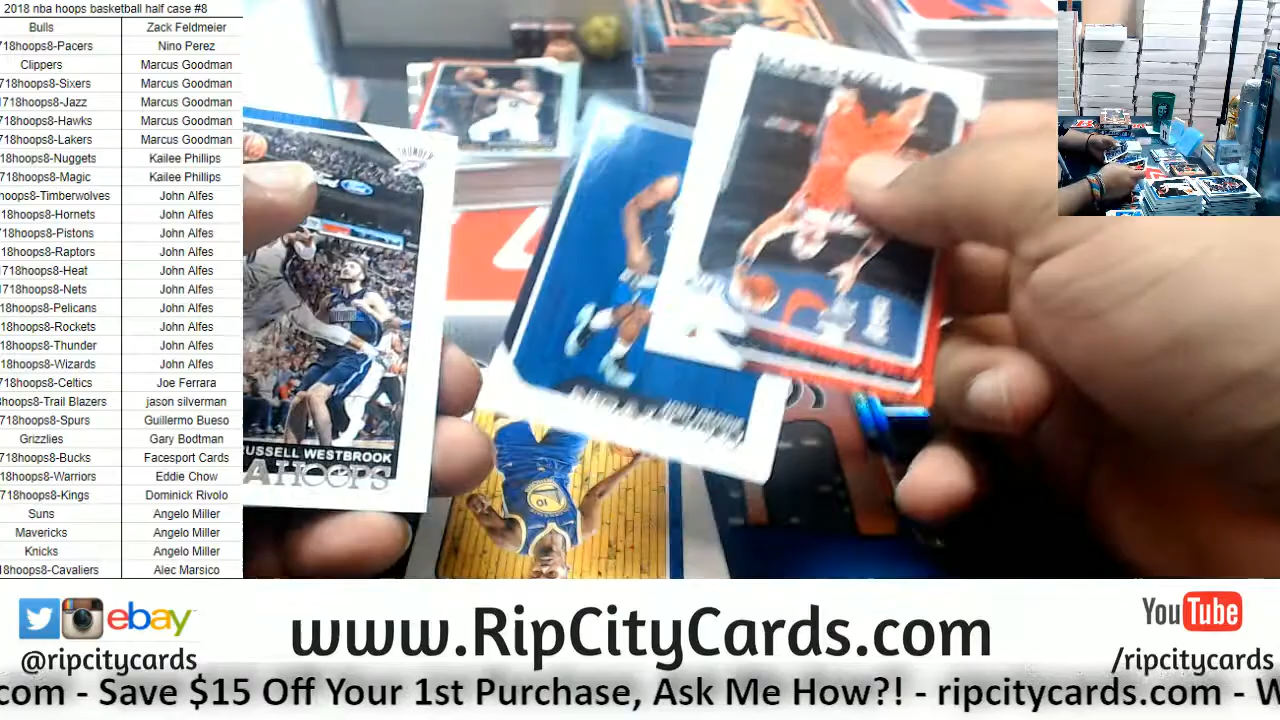 2018 nba hoops basketball half case #8
Bulls Zack Feldmeier
718hoops8-Pacers Nino Perez
Clippers Marcus Goodman
718hoops8-Sixers Marcus Goodman
1718hoops8-Jazz Marcus Goodman
718hoops8-Hawks Marcus Goodman
718hoops8-Lakers Marcus Goodman
18hoops8-Nuggets Kailee Phillips
718hoops8-Magic Kailee Phillips
hoops8-Timberwolves John Alfes
18hoops8-Hornets John Alfes
718hoops8-Pistons John Alfes
18hoops8-Raptors John Alfes
1718hoops8-Heat John Alfes
1718hoops8-Nets John Alfes
18hoops8-Pelicans John Alfes
18hoops8-Rockets John Alfes
18hoops8-Thunder John Alfes
18hoops8-Wizards John Alfes
718hoops8-Celtics Joe Ferrara
hoops8-Trail Blazers jason silverman
718hoops8-Spurs Guillermo Bueso
Grizzlies Gary Bodtman
718hoops8-Bucks Facesport Cards
18hoops8-Warriors Eddie Chow
718hoops8-Kings Dominick Rivolo
Suns Angelo Miller
Mavericks Angelo Miller
Knicks Angelo Miller
18hoops8-Cavaliers Alec Marsico
THUNDER
RUSSELL WESTBROOK
HOOPS
ebay
@ripcitycards
www.RipCityCards.com
YouTube
/ripcitycards
.com - Save $15 Off Your 1st Purchase, Ask Me How?! - ripcitycards.com - W